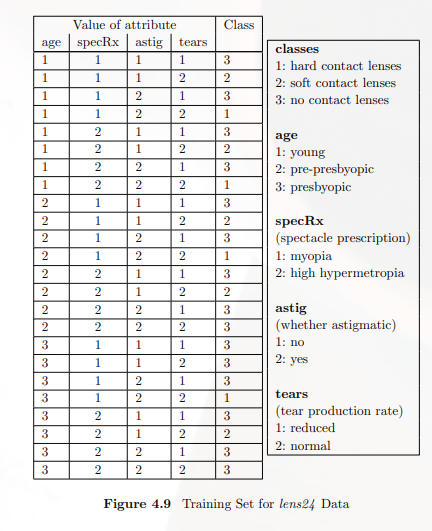 Value of attribute Class
age specRx astig tears
1 1 1 1 3
1 1 1 2 2
1 1 2 1 3
1 1 2 2 1
1 2 1 1 3
1 2 1 2 2
1 2 2 1 3
1 2 2 2 1
2 1 1 1 3
2 1 1 2 2
2 1 2 1 3
2 1 2 2 1
2 2 1 1 3
2 2 1 2 2
2 2 2 1 3
2 2 2 2 3
3 1 1 1 3
3 1 1 2 3
3 1 2 1 3
3 1 2 2 1
3 2 1 1 3
3 2 1 2 2
3 2 2 1 3
3 2 2 2 3
classes
1: hard contact lenses
2: soft contact lenses
3: no contact lenses
age
1: young
2: pre-presbyopic
3: presbyopic
specRx
(spectacle prescription)
1: myopia
2: high hypermetropia
astig
(whether astigmatic)
1: no
2: yes
tears
(tear production rate)
1: reduced
2: normal
Figure 4.9 Training Set for lens24 Data